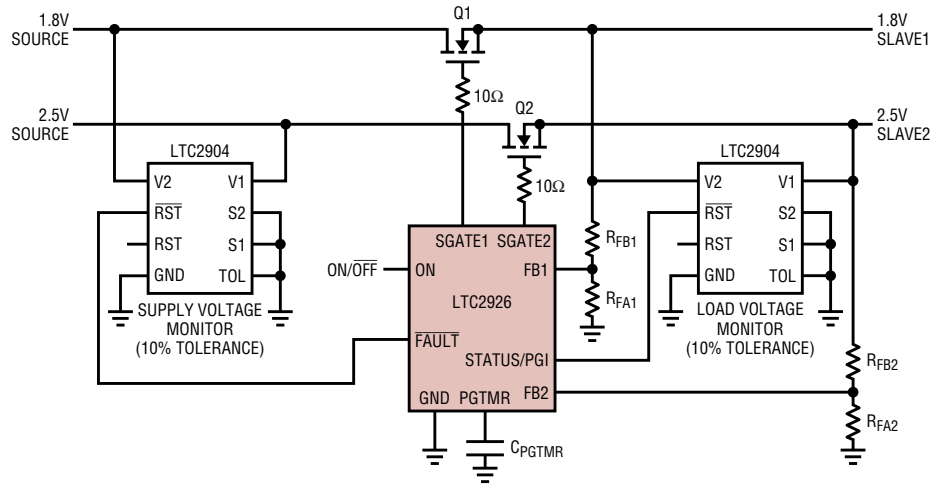 1.8V
SOURCE
Q1
1.8V
SLAVE1
10Ω
2.5V
SOURCE
Q2
2.5V
SLAVE2
10Ω
LTC2904
V2
V1
RST
S2
RST
S1
GND
TOL
SUPPLY VOLTAGE
MONITOR
(10% TOLERANCE)
SGATE1
SGATE2
ON/OFF
ON
FB1
LTC2926
FAULT
STATUS/PGI
FB2
GND
PGTMR
CPGTMR
RFB1
RFA1
LTC2904
V2
V1
RST
S2
RST
S1
GND
TOL
LOAD VOLTAGE
MONITOR
(10% TOLERANCE)
RFB2
RFA2